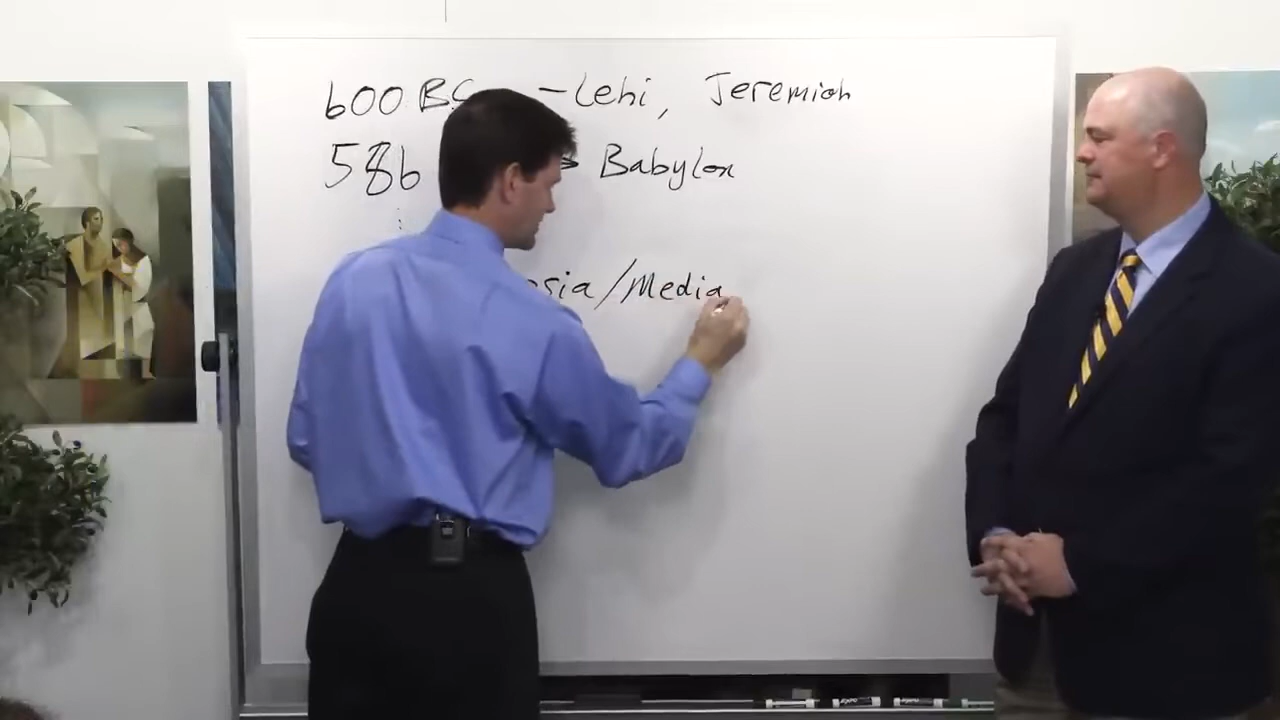 600 BC - Lehi, Jeremiah
586 → Babylon
/Media